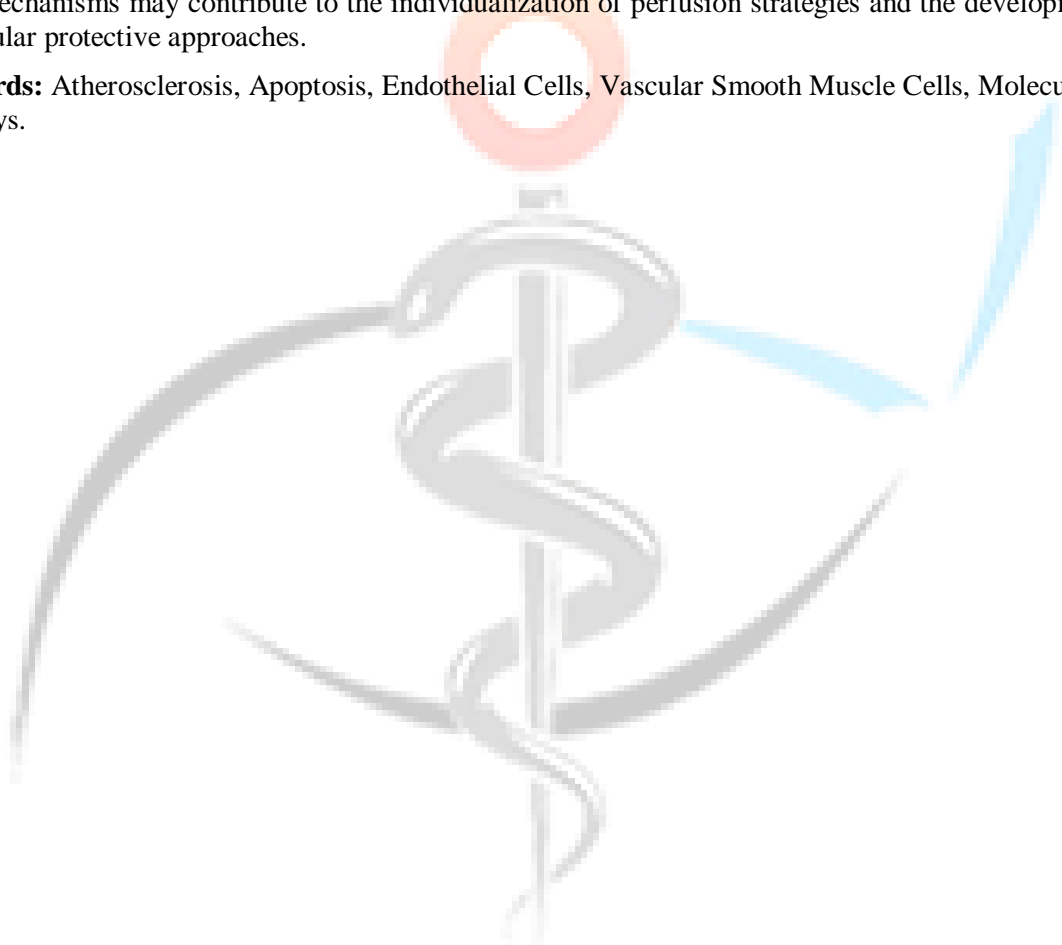 echanisms may contribute to the individualization of perfusion strategies and the develop
ular protective approaches.
rds: Atherosclerosis, Apoptosis, Endothelial Cells, Vascular Smooth Muscle Cells, Molecu
ys.